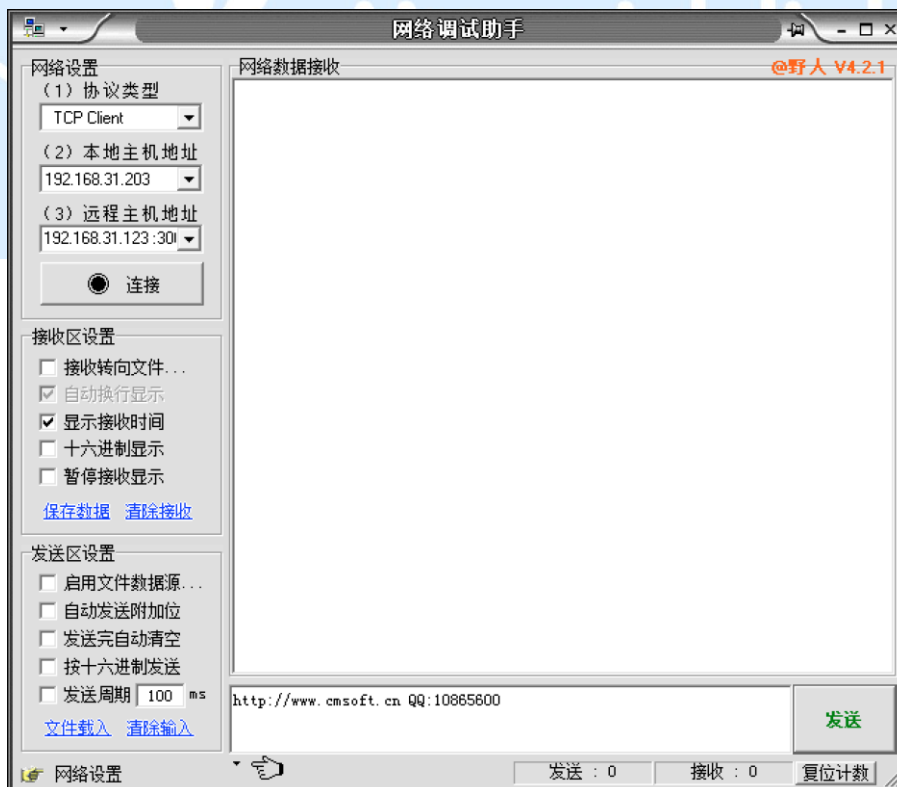 网络调试助手
网络设置
(1) 协议类型
TCP Client
(2) 本地主机地址
192.168.31.203
(3) 远程主机地址
192.168.31.123 :30
连接
接收区设置
接收转向文件...
自动换行显示
显示接收时间
十六进制显示
暂停接收显示
保存数据 清除接收
发送区设置
启用文件数据源...
自动发送附加位
发送完自动清空
按十六进制发送
发送周期 100 ms
文件载入 清除输入
网络数据接收
@野人 V4.2.1
http://www.cmsoft.cn QQ:10865600
发送
网络设置
发送 : 0
接收 : 0
复位计数